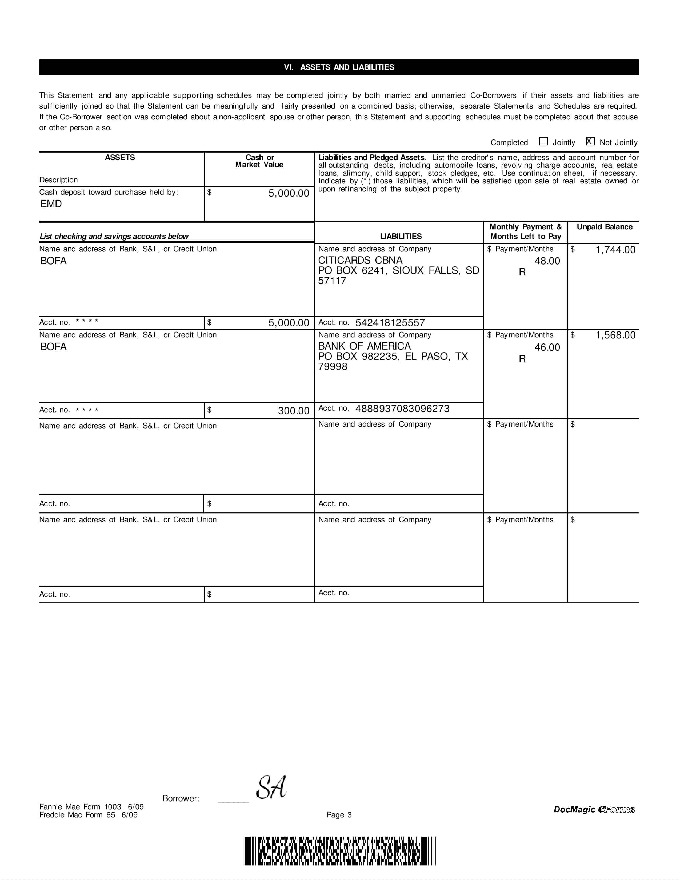 VI. ASSETS AND LIABILITIES
This Statement and any applicable supporting schedules may be completed jointly by both married and unmarried Co-Borrowers if their assets and liabilities are
sufficiently joined so that the Statement can be meaningfully and fairly presented on a combined basis; otherwise, separate Statements and Schedules are required.
If the Co-Borrower section was completed about a non-applicant spouse or other person, this Statement and supporting schedules must be completed about that spouse
or other person also.
Completed Jointly X Not Jointly
ASSETS
Description
Cash or
Market Value
Liabilities and Pledged Assets. List the creditor's name, address and account number for
all outstanding debts, including automobile loans, revolving charge accounts, real estate
loans, alimony, child support, stock pledges, etc. Use continuation sheet, if necessary.
Indicate by (*) those liabilities, which will be satisfied upon sale of real estate owned or
upon refinancing of the subject property.
Cash deposit toward purchase held by:
EMD
$ 5,000.00
List checking and savings accounts below
LIABILITIES
Monthly Payment &
Months Left to Pay
Unpaid Balance
Name and address of Bank, S&L, or Credit Union
BOFA
Name and address of Company
CITICARDS CBNA
PO BOX 6241, SIOUX FALLS, SD
57117
$ Payment/Months
48.00
R
$ 1,744.00
Acct. no. * * * *
$ 5,000.00
Acct. no. 542418125557
Name and address of Bank, S&L, or Credit Union
BOFA
Name and address of Company
BANK OF AMERICA
PO BOX 982235, EL PASO, TX
79998
$ Payment/Months
46.00
R
$ 1,568.00
Acct. no. * * * *
$ 300.00
Acct. no. 4888937083096273
Name and address of Bank, S&L, or Credit Union
Name and address of Company
$ Payment/Months
$
Acct. no.
$
Acct. no.
Name and address of Bank, S&L, or Credit Union
Name and address of Company
$ Payment/Months
$
Acct. no.
$
Acct. no.
Borrower: SA
Fannie Mae Form 1003 6/09
Freddie Mac Form 65 6/09
Page 3
DocMagic eForms